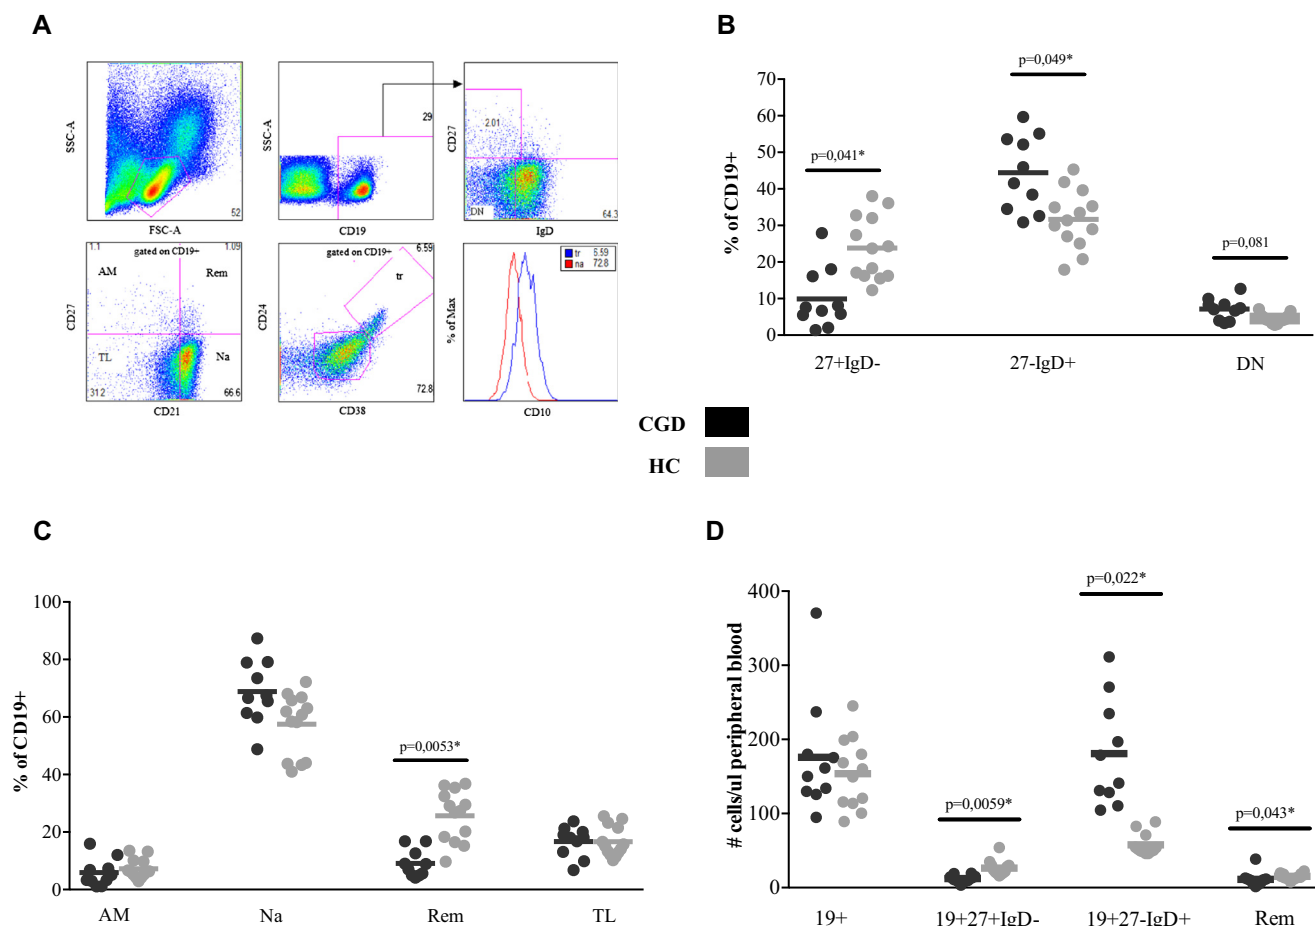 A
SSC-A
52
FSC-A
SSC-A
29
CD19
CD27
2.01
DN
64.3
IgD
1.1
gated on CD19+
1.09
AM
Rem
CD27
TL
Na
31.2
66.6
CD21
gated on CD19+
6.59
tr
CD24
72.8
CD38
tr 5.59
na 72.8
% of Max
CD10
B
p=0,049*
p=0,041*
p=0,081
% of CD19+
70
60
50
40
30
20
10
0
27+IgD-
27-IgD+
DN
CGD
HC
C
% of CD19+
100
80
60
40
20
0
p=0,0053*
AM
Na
Rem
TL
D
# cells/ul peripheral blood
400
300
200
100
0
p=0,022*
p=0,0059*
p=0,043*
19+
19+27+IgD-
19+27-IgD+
Rem